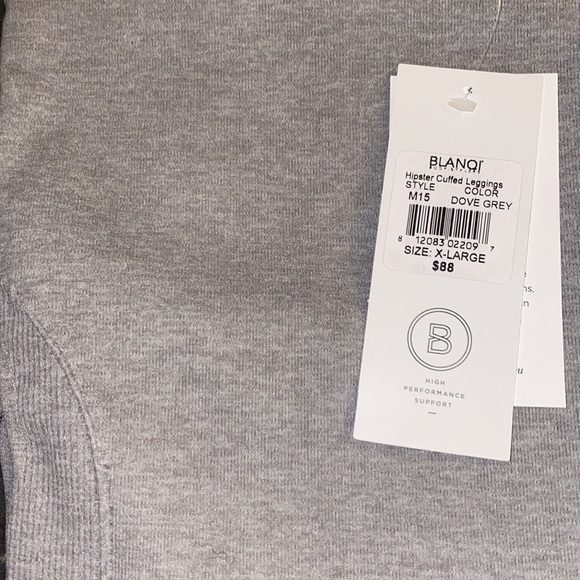 BLANQI
Hipster Cuffed Leggings
STYLE COLOR
M15 DOVE GREY
8 12083 02209 7
SIZE: X-LARGE
$88
B
HIGH
PERFORMANCE
SUPPORT